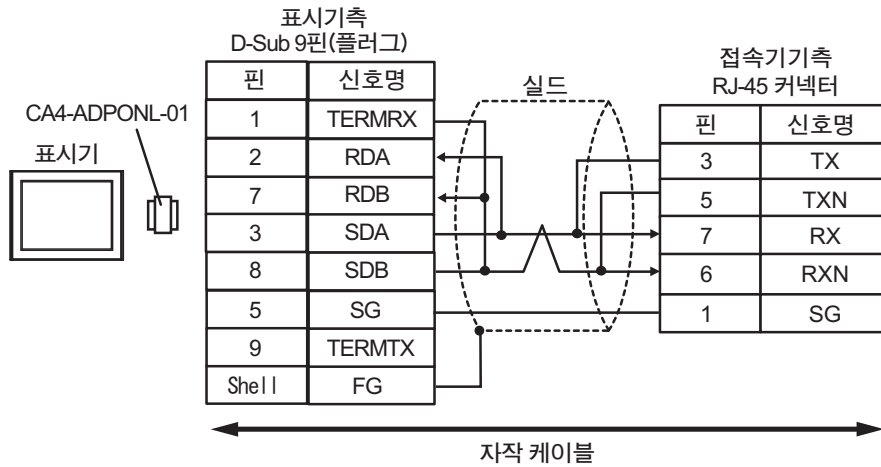 표시기측
D-Sub 9핀(플러그)
접속기기측
RJ-45 커넥터
CA4-ADPONL-01
표시기
실드
핀 신호명
1 TERMRX
2 RDA
7 RDB
3 SDA
8 SDB
5 SG
9 TERMTX
Shell FG
핀 신호명
3 TX
5 TXN
7 RX
6 RXN
1 SG
자작 케이블